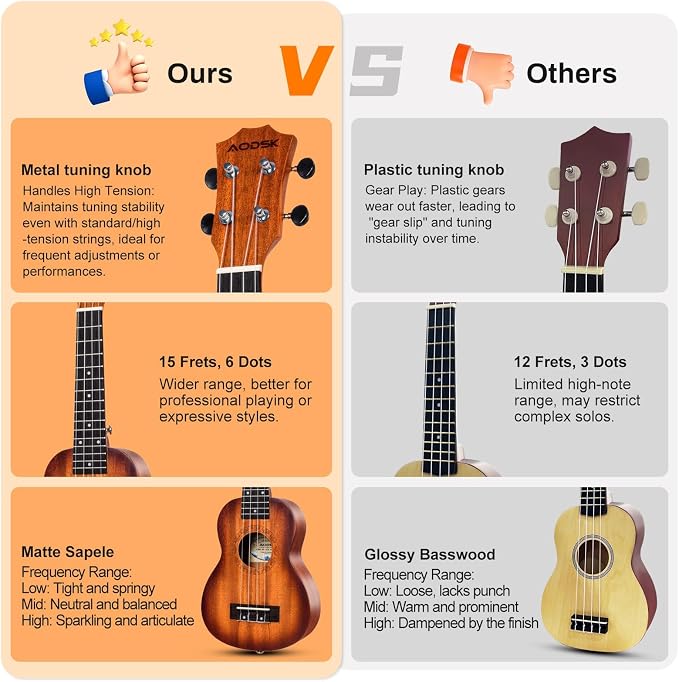 Ours
VS
Others
AODSK
Metal tuning knob
Handles High Tension:
Maintains tuning stability
even with standard/high
-tension strings, ideal for
frequent adjustments or
performances.
Plastic tuning knob
Gear Play: Plastic gears
wear out faster, leading to
"gear slip" and tuning
instability over time.
15 Frets, 6 Dots
Wider range, better for
professional playing or
expressive styles.
12 Frets, 3 Dots
Limited high-note
range, may restrict
complex solos.
Matte Sapele
Frequency Range:
Low: Tight and springy
Mid: Neutral and balanced
High: Sparkling and articulate
AODSK
Glossy Basswood
Frequency Range:
Low: Loose, lacks punch
Mid: Warm and prominent
High: Dampened by the finish